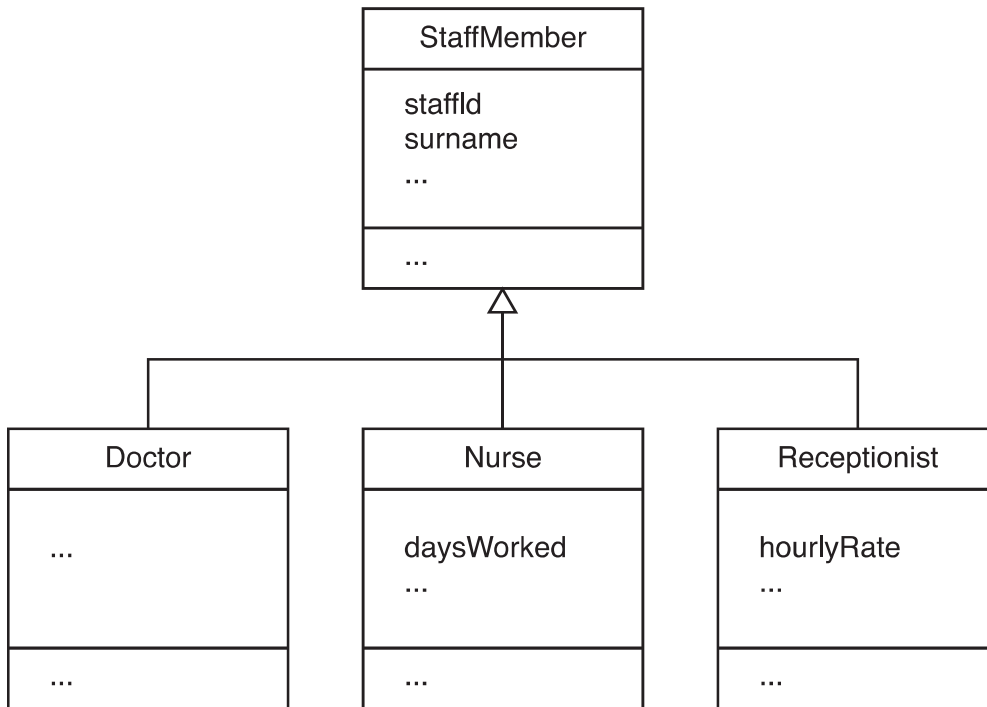 StaffMember
staffId
surname
...
...
Doctor
...
...
Nurse
daysWorked
...
...
Receptionist
hourlyRate
...
...